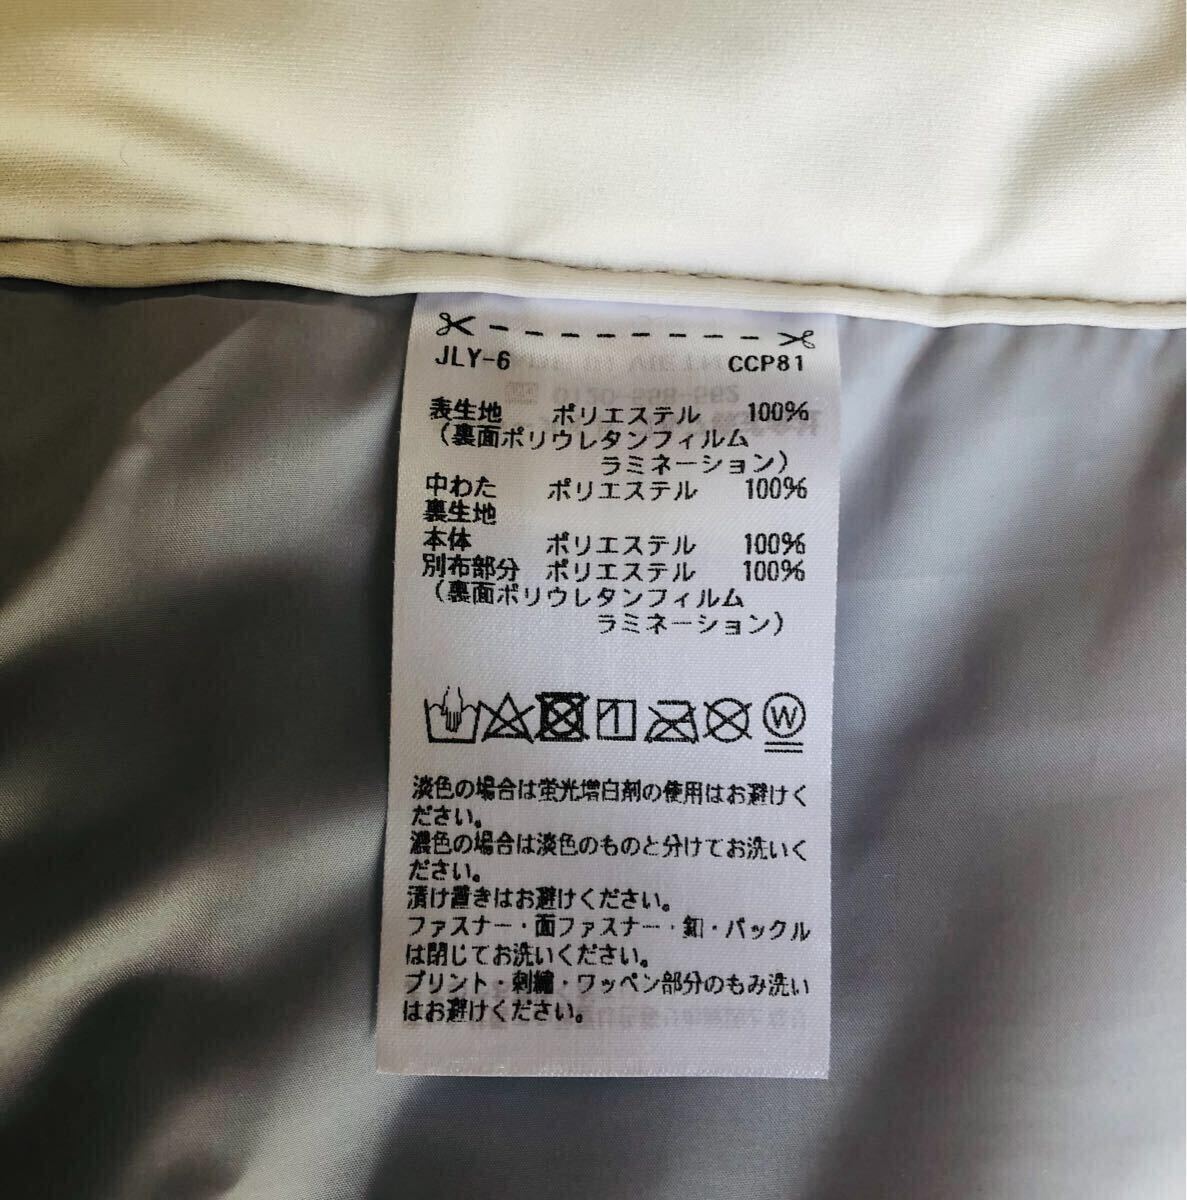 JLY-6 CCP81
表生地 ポリエステル 100%
(裏面ポリウレタンフィルム
ラミネーション)
中わた ポリエステル 100%
裏生地
本体 ポリエステル 100%
別布部分 ポリエステル 100%
(裏面ポリウレタンフィルム
ラミネーション)
W
淡色の場合は蛍光増白剤の使用はお避けく
ださい。
濃色の場合は淡色のものと分けてお洗いく
ださい。
漬け置きはお避けください。
ファスナー・面ファスナー・釦・バックル
は閉じてお洗いください。
プリント・刺繍・ワッペン部分のもみ洗い
はお避けください。